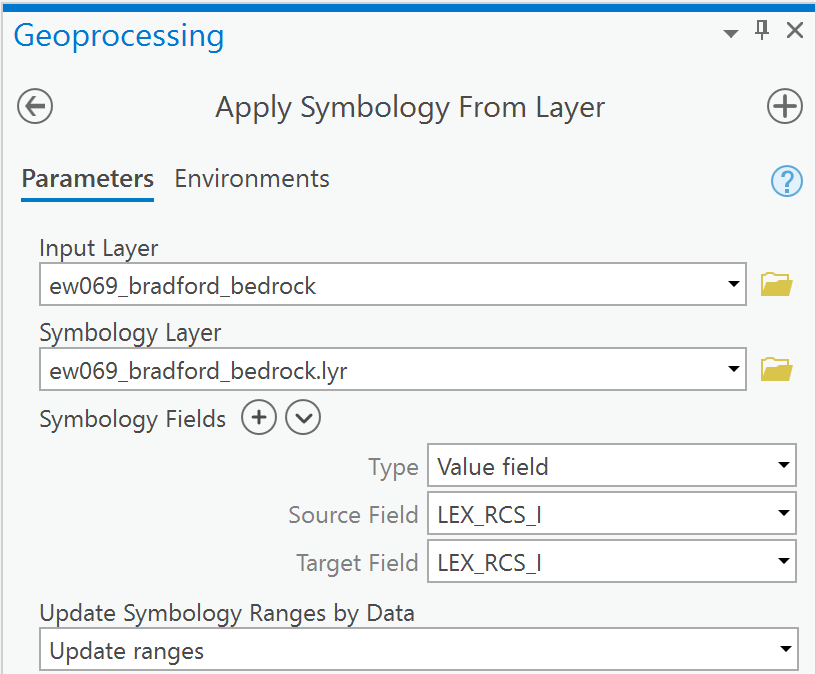 Geoprocessing
Apply Symbology From Layer
Parameters Environments
?
Input Layer
ew069_bradford_bedrock
Symbology Layer
ew069_bradford_bedrock.lyr
Symbology Fields
Type Value field
Source Field LEX_RCS_I
Target Field LEX_RCS_I
Update Symbology Ranges by Data
Update ranges